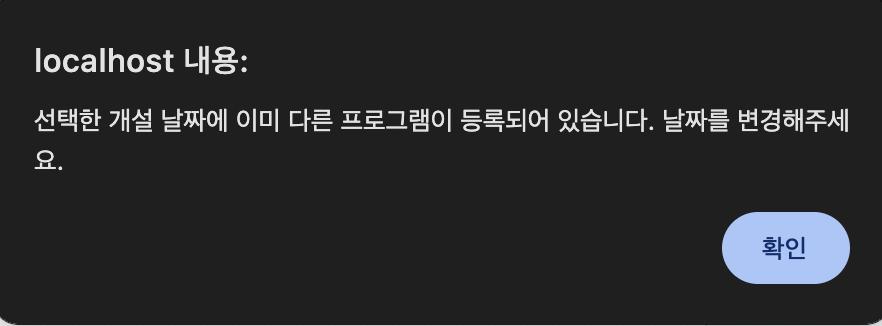 localhost 내용:
선택한 개설 날짜에 이미 다른 프로그램이 등록되어 있습니다. 날짜를 변경해주세
요.
확인